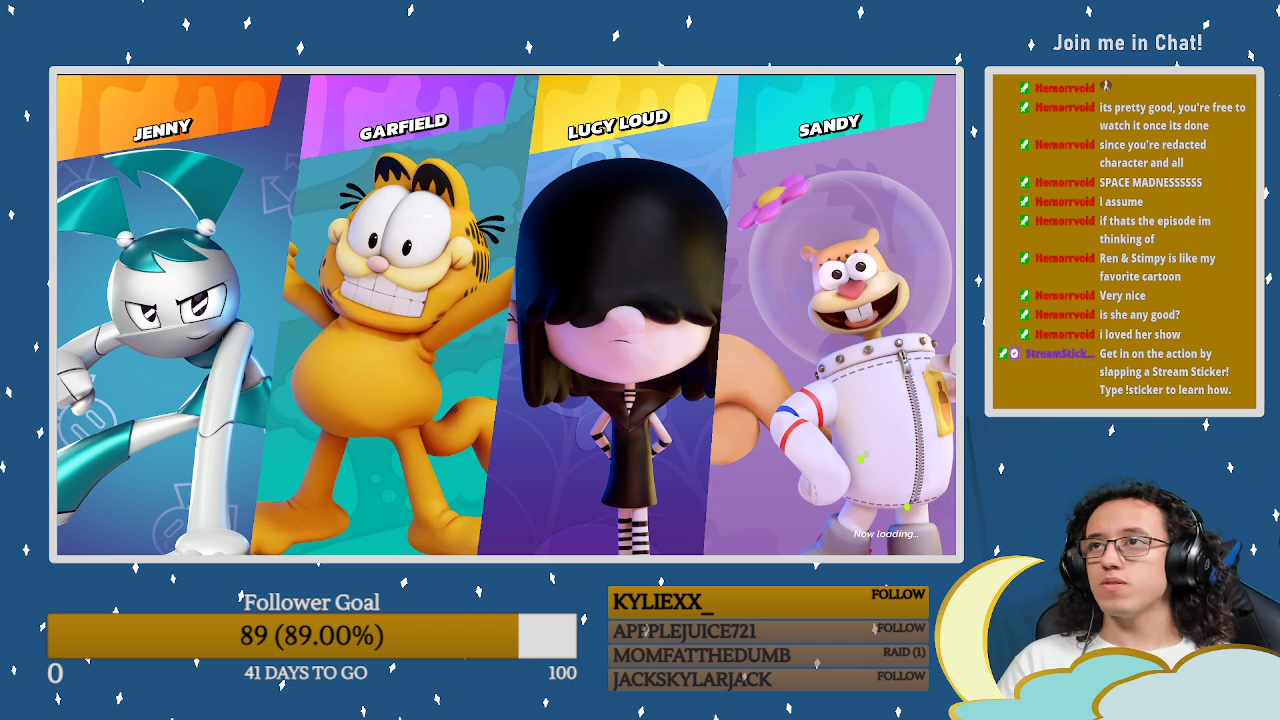 Join me in Chat!
JENNY
GARFIELD
LUCY LOUD
SANDY
Now loading...
Hemorrvoid
Hemorrvoid its pretty good, you're free to
watch it once its done
Hemorrvoid since you're redacted
character and all
Hemorrvoid SPACE MADNESSSSSS
Hemorrvoid i assume
Hemorrvoid if thats the episode im
thinking of
Hemorrvoid Ren & Stimpy is like my
favorite cartoon
Hemorrvoid Very nice
Hemorrvoid is she any good?
Hemorrvoid i loved her show
StreamStick... Get in on the action by
slapping a Stream Sticker!
Type !sticker to learn how.
Follower Goal
89 (89.00%)
0 41 DAYS TO GO 100
KYLIEXX_ FOLLOW
APPPLEJUICE721 FOLLOW
MOMFATTHEDUMB RAID (1)
JACKSKYLARJACK FOLLOW